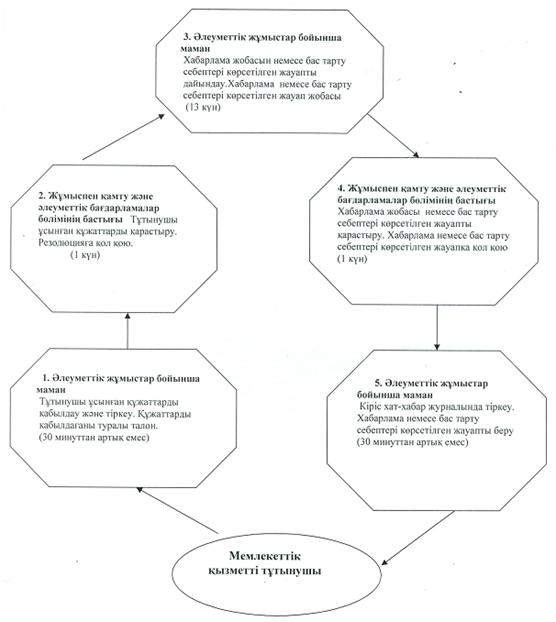 3. Әлеуметтік жұмыстар бойынша
маман
Хабарлама жобасын немесе бас тарту
себептері көрсетілген жауапты
дайындау.Хабарлама немесе бас тарту
себептері көрсетілген жауап жобасы
(13 күн)
2. Жұмыспен қамту және
әлеуметтік бағдарламалар
бөлімінің бастығы Тұтынушы
ұсынған құжаттарды қарастыру.
Резолюцияға қол қою.
(1 күн)
4. Жұмыспен қамту және әлеуметтік
бағдарламалар бөлімінің бастығы
Хабарлама жобасы немесе бас тарту
себептері көрсетілген жауапты
қарастыру. Хабарлама немесе бас тарту
себептері көрсетілген жауапка қол қою
(1 күн)
1. Әлеуметтік жұмыстар бойынша
маман
Тұтынушы ұсынған құжаттарды
қабылдау және тіркеу. Құжаттарды
қабылдағаны туралы талон.
(30 минуттан артық емес)
5. Әлеуметтік жұмыстар
бойынша маман
Кіріс хат-хабар журналында тіркеу.
Хабарлама немесе бас тарту
себептері көрсетілген жауапты беру
(30 минуттан артық емес)
Мемлекеттік
қызметті тұтынушы